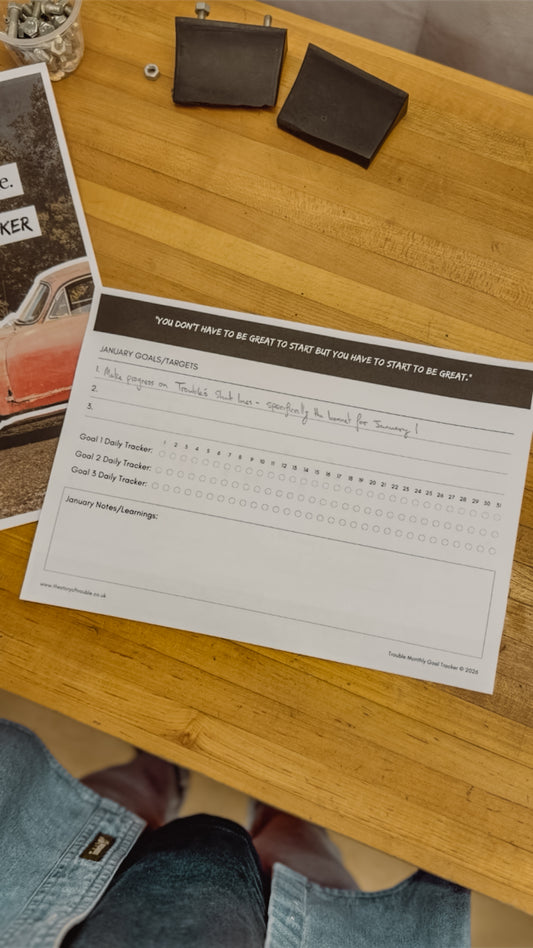 e.
KER
"YOU DON'T HAVE TO BE GREAT TO START BUT YOU HAVE TO START TO BE GREAT."
JANUARY GOALS/TARGETS
1. Make progress on Trouble's shut lines - specifically the bonnet for January!
2.
3.
1 2 3 4 5 6 7 8 9 10 11 12 13 14 15 16 17 18 19 20 21 22 23 24 25 26 27 28 29 30 31
Goal 1 Daily Tracker:
Goal 2 Daily Tracker:
Goal 3 Daily Tracker:
January Notes/Learnings:
www.thestoryoftrouble.co.uk
Trouble Monthly Goal Tracker © 2026